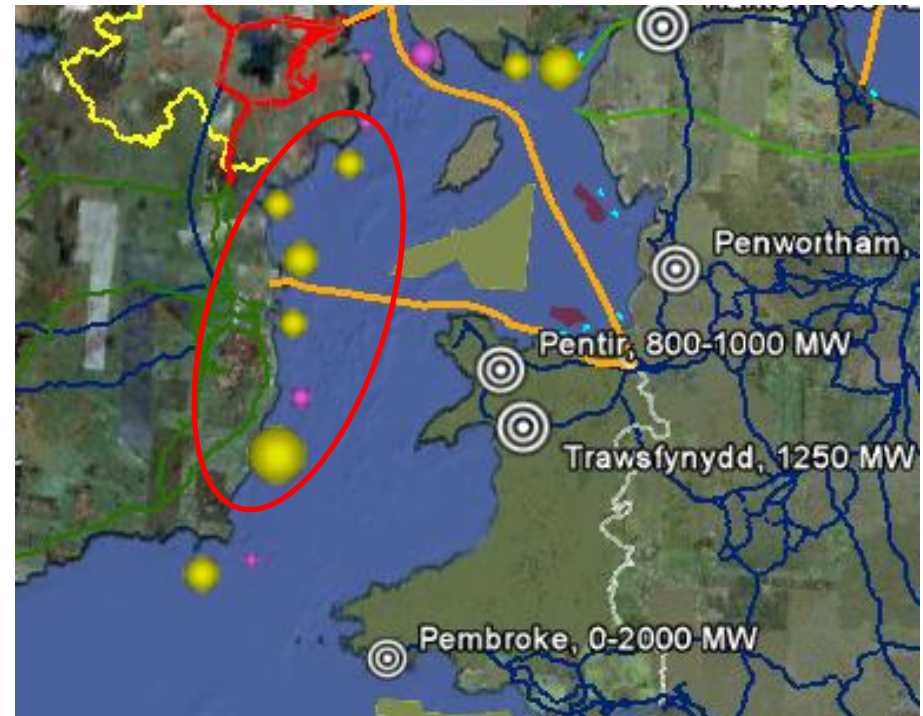 Penwortham,
Pentir, 800-1000 MW
Trawsfynydd, 1250 MW
Pembroke, 0-2000 MW